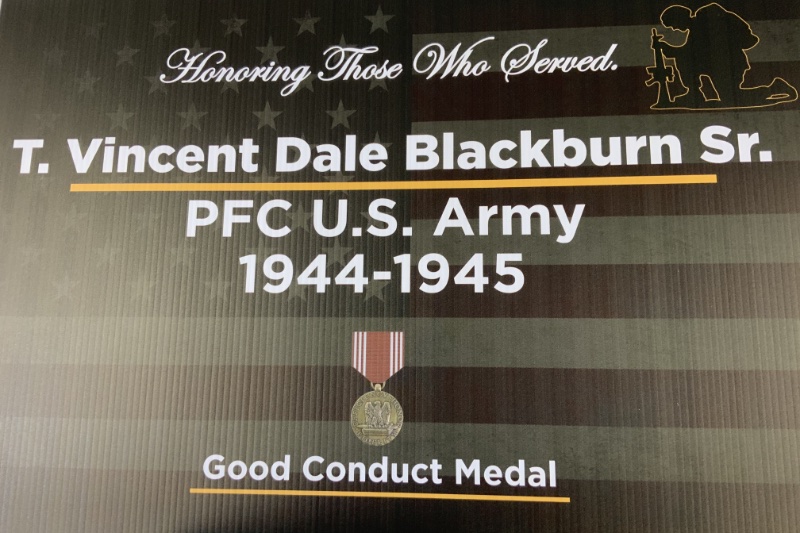 Honoring Those Who Served.
T. Vincent Dale Blackburn Sr.
PFC U.S. Army
1944-1945
Good Conduct Medal